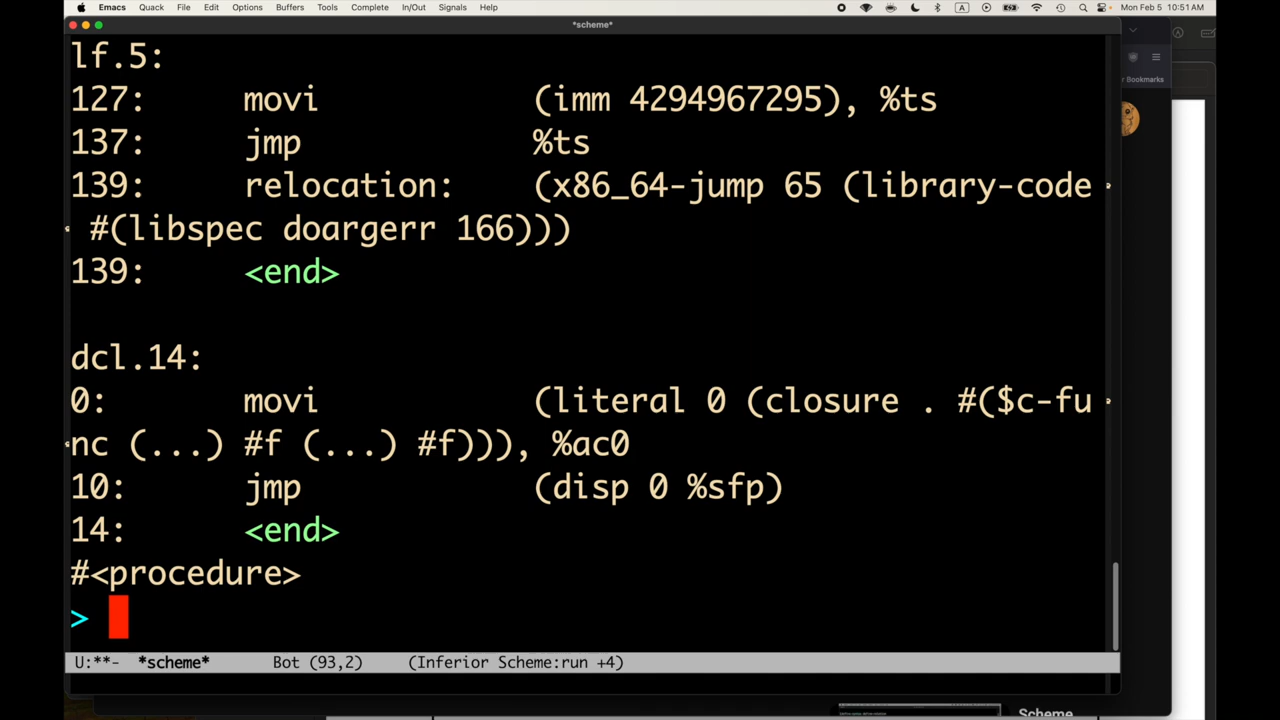 Emacs Quack File Edit Options Buffers Tools Complete In/Out Signals Help A Mon Feb 5 10:51 AM
*scheme*
lf.5:
127: movi (imm 4294967295), %ts
137: jmp %ts
139: relocation: (x86_64-jump 65 (library-code
#(libspec doargerr 166)))
139: <end>
dcl.14:
0: movi (literal 0 (closure . #($c-fu
nc (...) #f (...) #f))), %ac0
10: jmp (disp 0 %sfp)
14: <end>
#<procedure>
>
U:**- *scheme* Bot (93,2) (Inferior Scheme:run +4)
r Bookmarks
Scheme